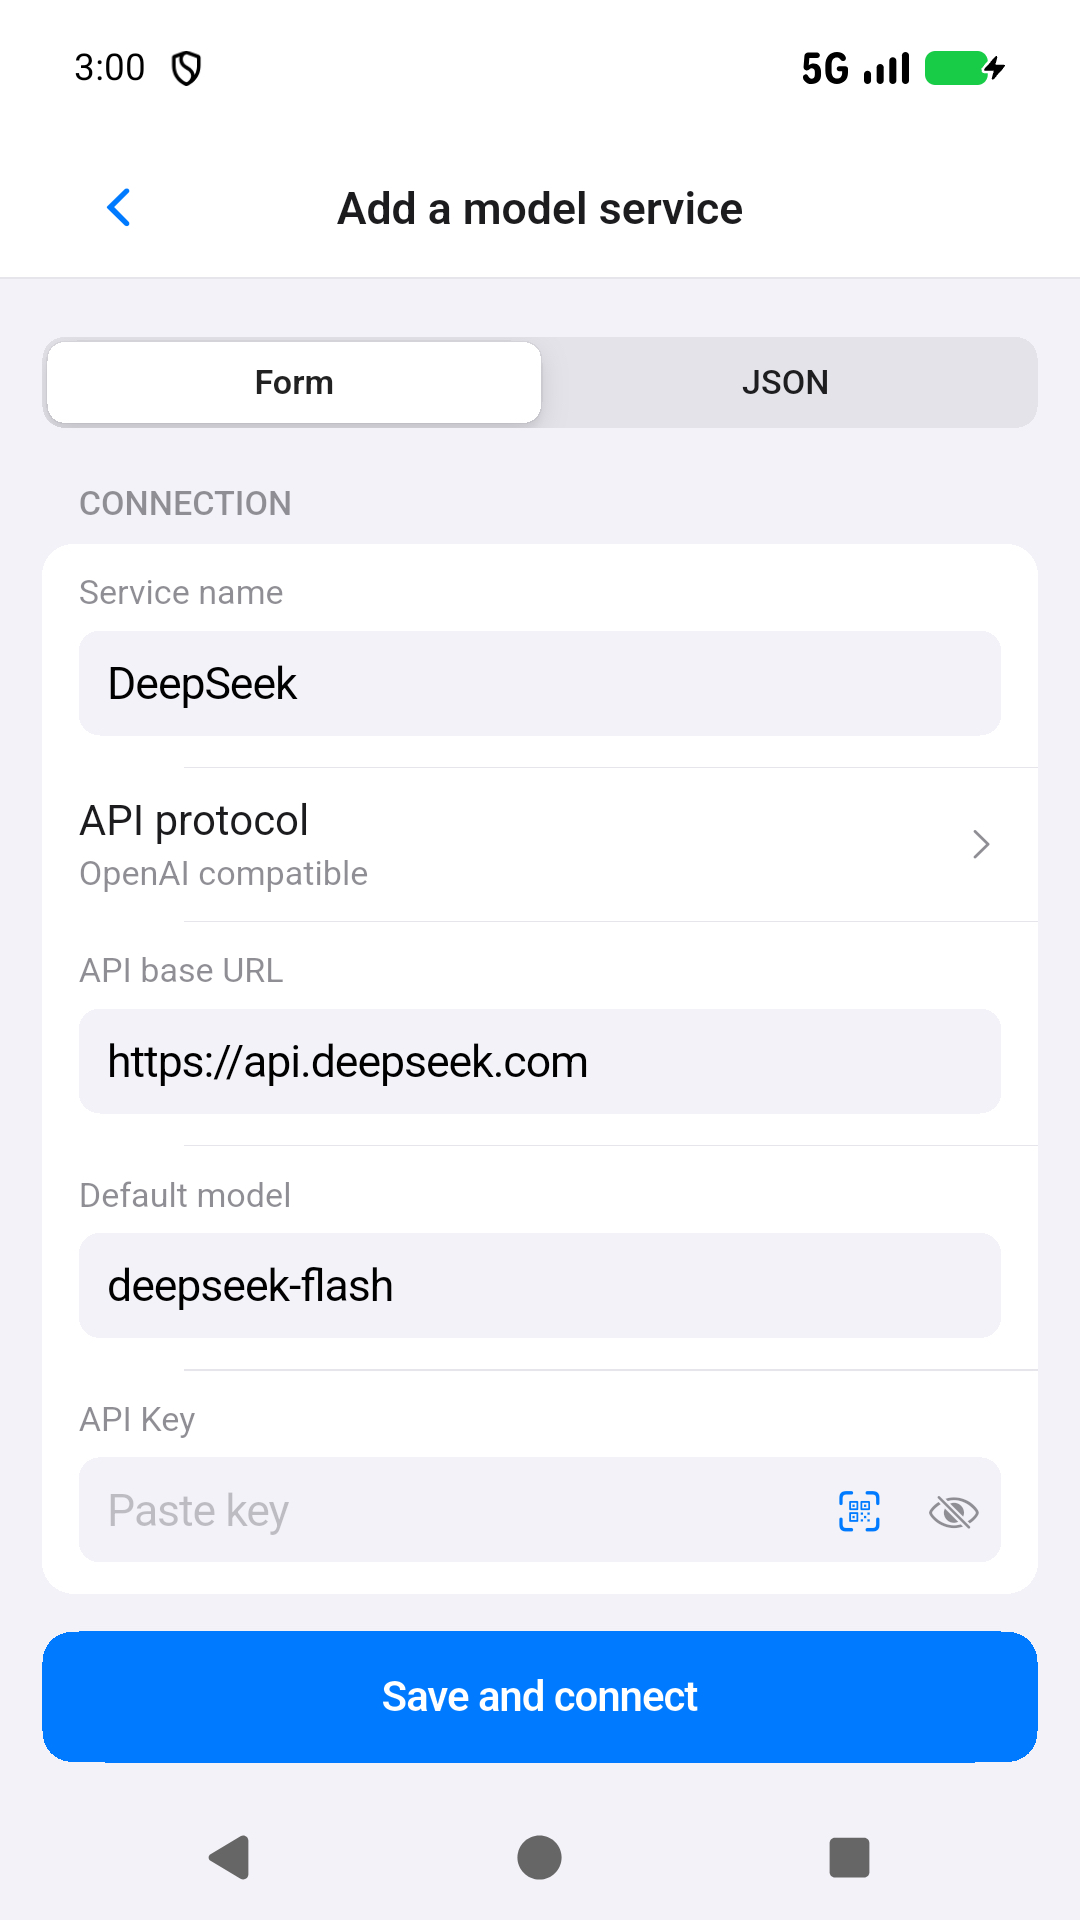 3:00 5G
Add a model service
Form JSON
CONNECTION
Service name
DeepSeek
API protocol
OpenAI compatible
API base URL
https://api.deepseek.com
Default model
deepseek-flash
API Key
Paste key
Save and connect